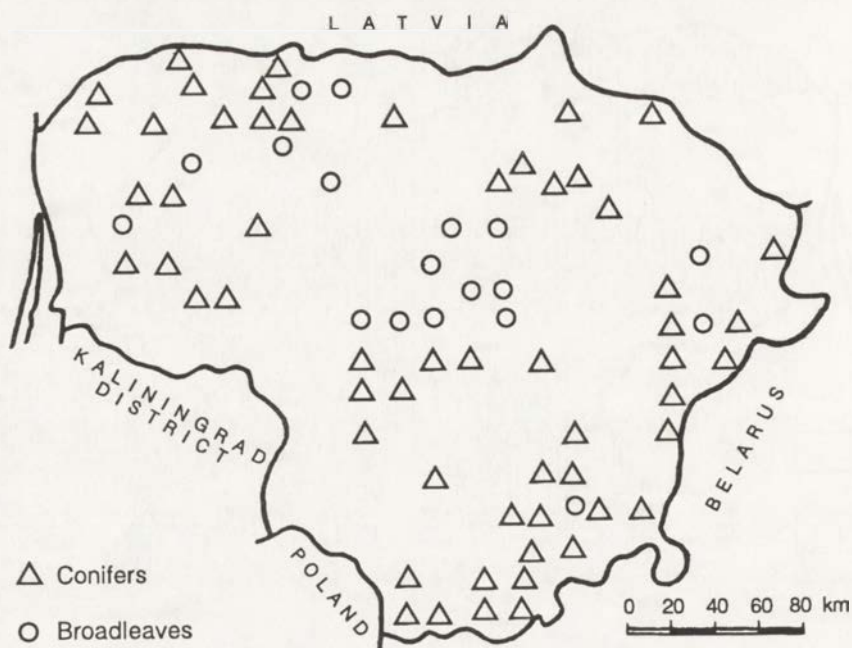 LATVIA
KALININGRAD
DISTRICT
BELARUS
POLAND
Conifers
Broadleaves
0 20 40 60 80 km